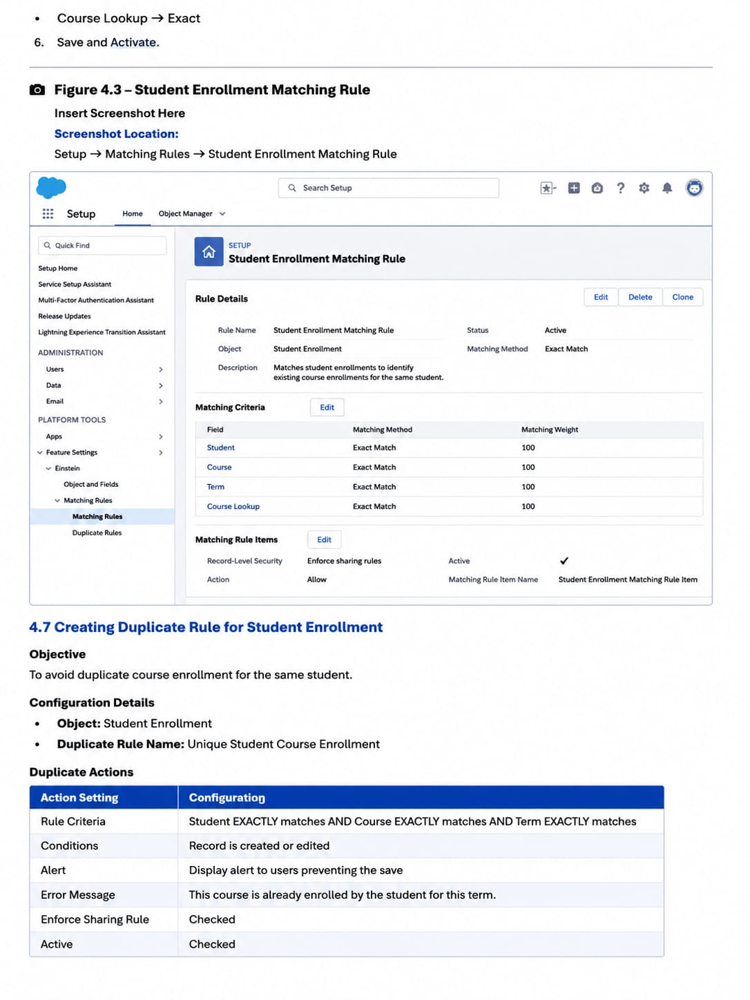 • Course Lookup → Exact
6. Save and Activate.
Figure 4.3 – Student Enrollment Matching Rule
Insert Screenshot Here
Screenshot Location:
Setup → Matching Rules → Student Enrollment Matching Rule
Search Setup
Setup Home Object Manager
Quick Find
Setup Home
Service Setup Assistant
Multi-Factor Authentication Assistant
Release Updates
Lightning Experience Transition Assistant
ADMINISTRATION
Users
Data
Email
PLATFORM TOOLS
Apps
Feature Settings
Einstein
Object and Fields
Matching Rules
Matching Rules
Duplicate Rules
SETUP
Student Enrollment Matching Rule
Rule Details Edit Delete Clone
Rule Name Student Enrollment Matching Rule Status Active
Object Student Enrollment Matching Method Exact Match
Description Matches student enrollments to identify
existing course enrollments for the same student.
Matching Criteria Edit
Field Matching Method Matching Weight
Student Exact Match 100
Course Exact Match 100
Term Exact Match 100
Course Lookup Exact Match 100
Matching Rule Items Edit
Record-Level Security Enforce sharing rules Active ✓
Action Allow Matching Rule Item Name Student Enrollment Matching Rule Item
4.7 Creating Duplicate Rule for Student Enrollment
Objective
To avoid duplicate course enrollment for the same student.
Configuration Details
• Object: Student Enrollment
• Duplicate Rule Name: Unique Student Course Enrollment
Duplicate Actions
Action Setting Configuration
Rule Criteria Student EXACTLY matches AND Course EXACTLY matches AND Term EXACTLY matches
Conditions Record is created or edited
Alert Display alert to users preventing the save
Error Message This course is already enrolled by the student for this term.
Enforce Sharing Rule Checked
Active Checked